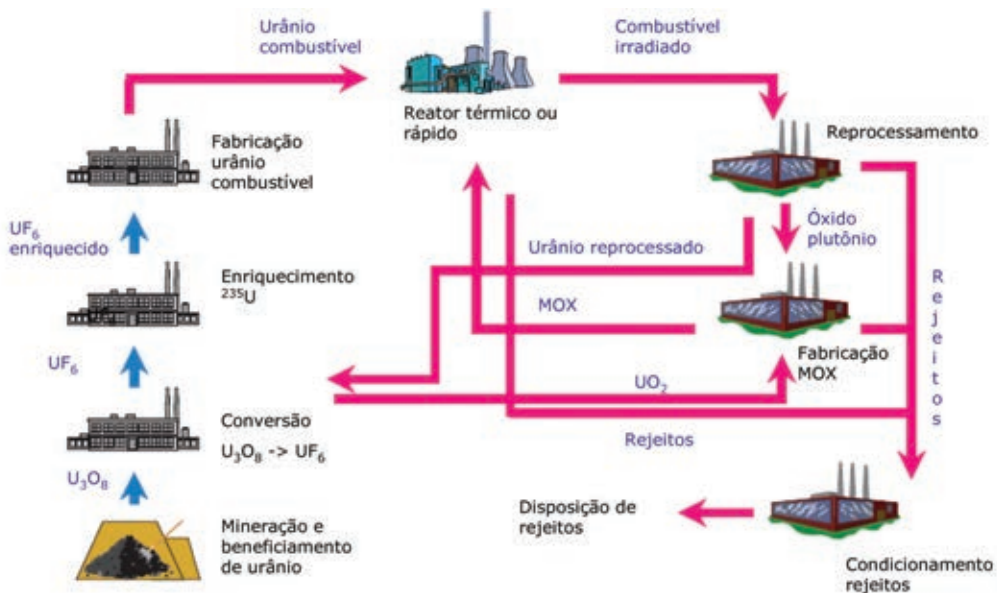 Urânio
combustível
Combustível
irradiado
Reator térmico ou
rápido
Reprocessamento
Fabricação
urânio
combustível
UF₆
enriquecido
Urânio reprocessado
Óxido
plutônio
Enriquecimento
²³⁵U
MOX
Rejeitos
UF₆
Fabricação
MOX
UO₂
Conversão
U₃O₈ -> UF₆
Rejeitos
U₃O₈
Mineração e
beneficiamento
de urânio
Disposição de
rejeitos
Condicionamento
rejeitos